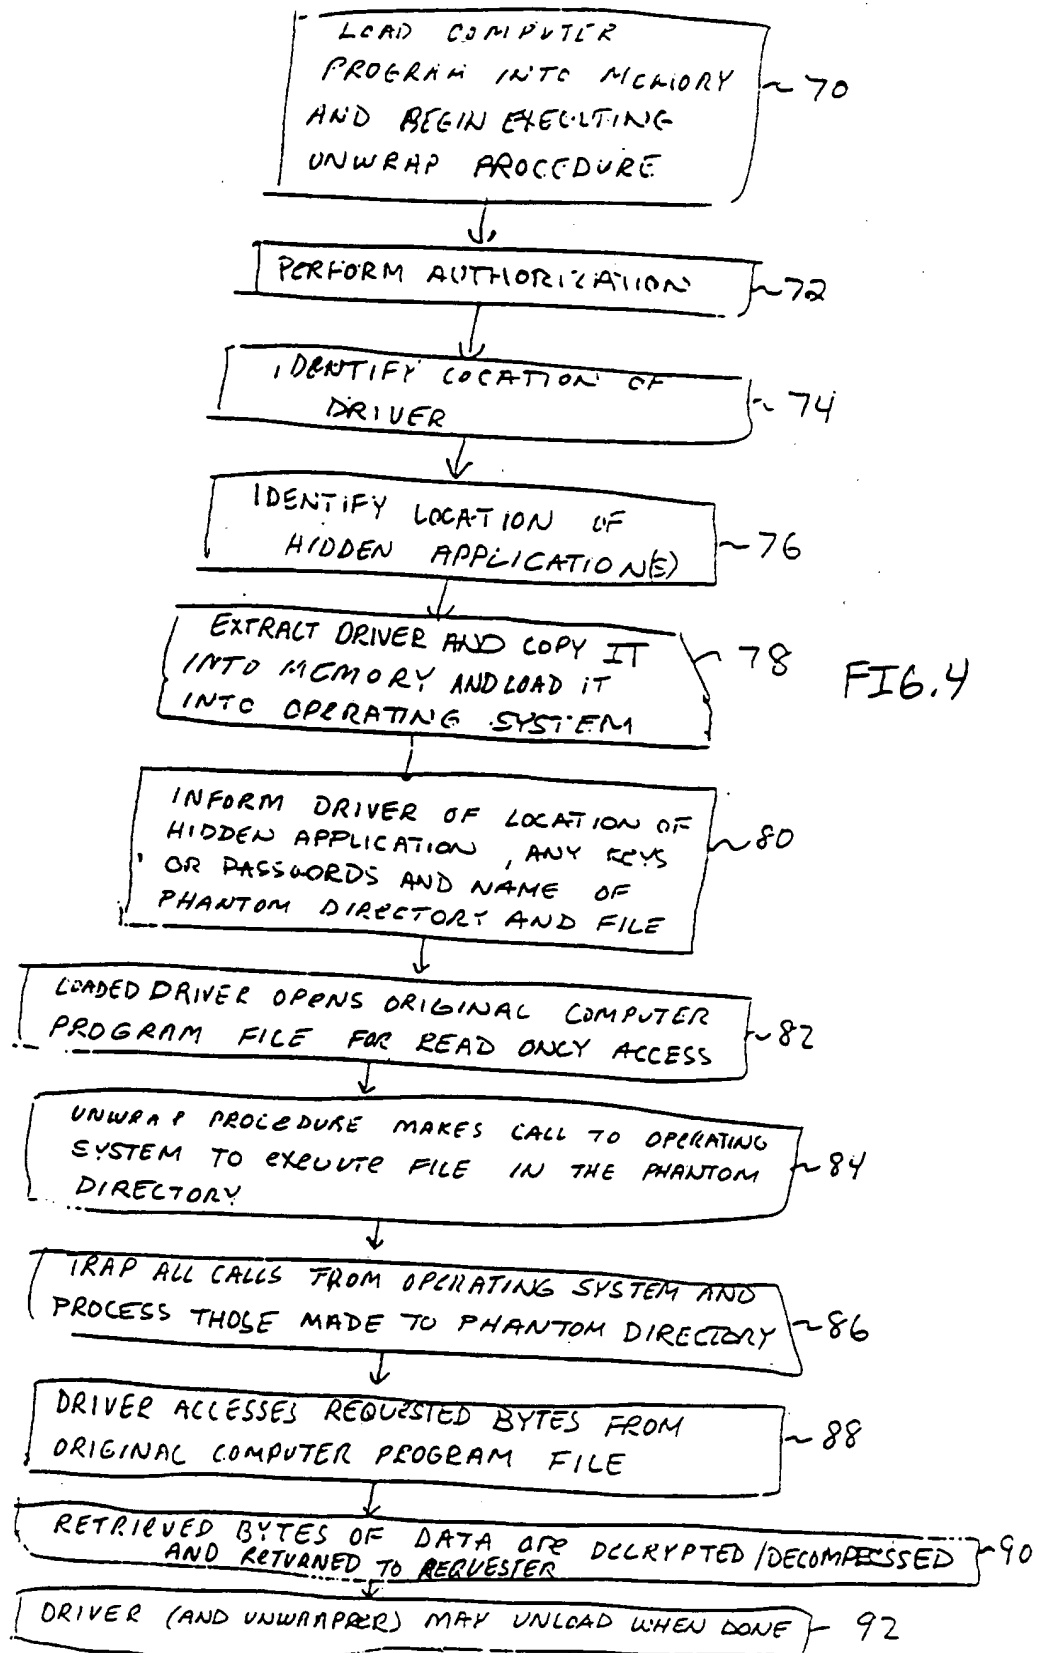 LOAD COMPUTER
PROGRAM INTO MEMORY
AND BEGIN EXECUTING
UNWRAP PROCEDURE
70
PERFORM AUTHORIZATION
72
IDENTIFY LOCATION OF
DRIVER
74
IDENTIFY LOCATION OF
HIDDEN APPLICATION(S)
76
EXTRACT DRIVER AND COPY IT
INTO MEMORY AND LOAD IT
INTO OPERATING SYSTEM
78
FIG.4
INFORM DRIVER OF LOCATION OF
HIDDEN APPLICATION, ANY KEYS
OR PASSWORDS AND NAME OF
PHANTOM DIRECTORY AND FILE
80
LOADED DRIVER OPENS ORIGINAL COMPUTER
PROGRAM FILE FOR READ ONLY ACCESS
82
UNWRAP PROCEDURE MAKES CALL TO OPERATING
SYSTEM TO EXECUTE FILE IN THE PHANTOM
DIRECTORY
84
TRAP ALL CALLS FROM OPERATING SYSTEM AND
PROCESS THOSE MADE TO PHANTOM DIRECTORY
86
DRIVER ACCESSES REQUESTED BYTES FROM
ORIGINAL COMPUTER PROGRAM FILE
88
RETRIEVED BYTES OF DATA ARE DECRYPTED/DECOMPRESSED
AND RETURNED TO REQUESTER
90
DRIVER (AND UNWRAPPER) MAY UNLOAD WHEN DONE
92